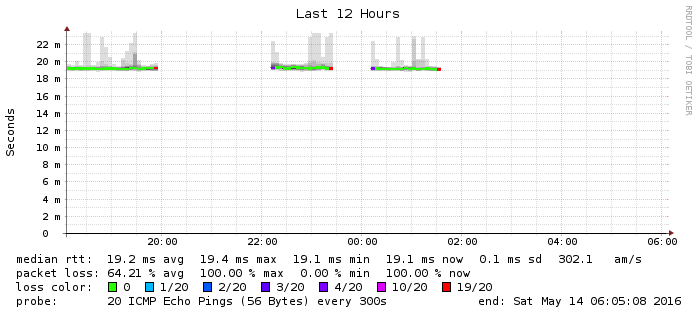 Last 12 Hours
RRDTOOL / TOBI OETIKER
Seconds
22 m
20 m
18 m
16 m
14 m
12 m
10 m
8 m
6 m
4 m
2 m
0
20:00 22:00 00:00 02:00 04:00 06:00
median rtt: 19.2 ms avg 19.4 ms max 19.1 ms min 19.1 ms now 0.1 ms sd 302.1 am/s
packet loss: 64.21 % avg 100.00 % max 0.00 % min 100.00 % now
loss color: 0 1/20 2/20 3/20 4/20 10/20 19/20
probe: 20 ICMP Echo Pings (56 Bytes) every 300s end: Sat May 14 06:05:08 2016